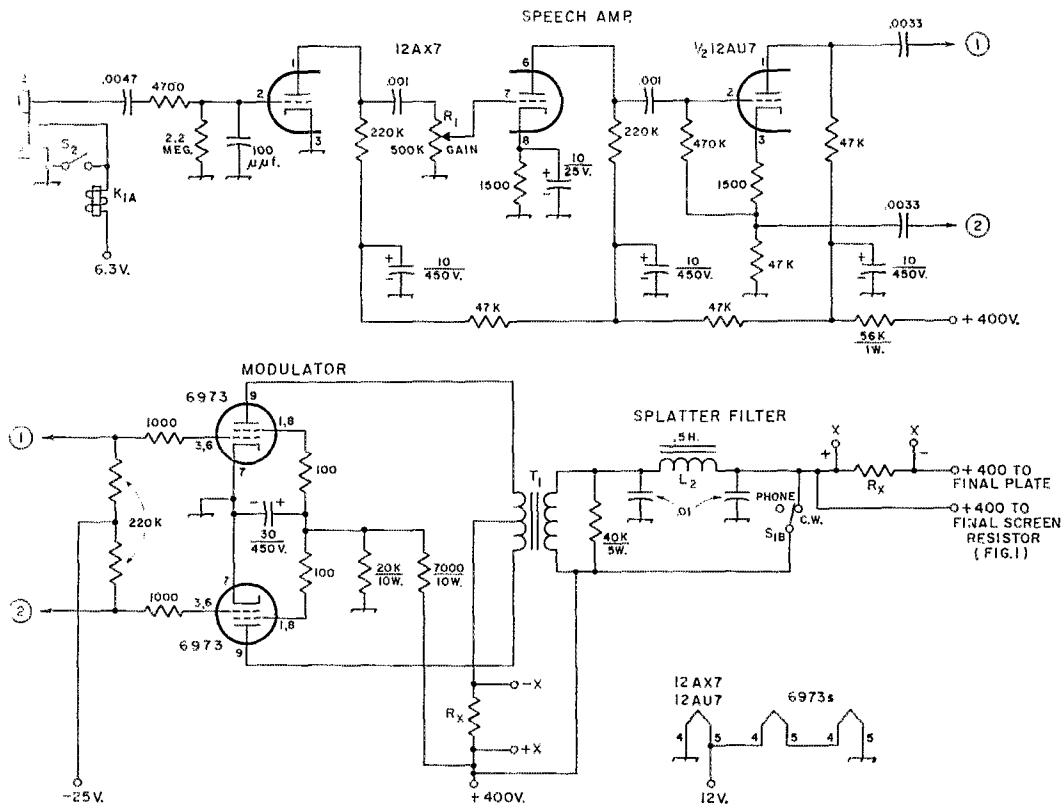 SPEECH AMP.
12AX7
½ 12AU7
.0033
1
.0047
4700
2.2 MEG.
100 μμf.
1
2
3
.001
220K
R1
500K
GAIN
6
7
8
1500
10/25V.
.001
220K
470K
1
2
3
1500
47K
47K
.0033
2
S2
K1A
6.3V.
10/450V.
10/450V.
10/450V.
47K
47K
56K/1W.
+400V.
MODULATOR
6973
9
1,8
3,6
7
1
1000
100
220K
30/450V.
20K/10W.
7000/10W.
100
2
1000
7
3,6
1,8
9
6973
-25V.
T1
-X
RX
+X
+400V.
SPLATTER FILTER
.5H.
L2
.01
40K/5W.
PHONE
C.W.
S1B
X
+
X
-
RX
+400 TO
FINAL PLATE
+400 TO
FINAL SCREEN
RESISTOR
(FIG.1)
12AX7
12AU7
6973s
4
5
4
5
4
5
12V.